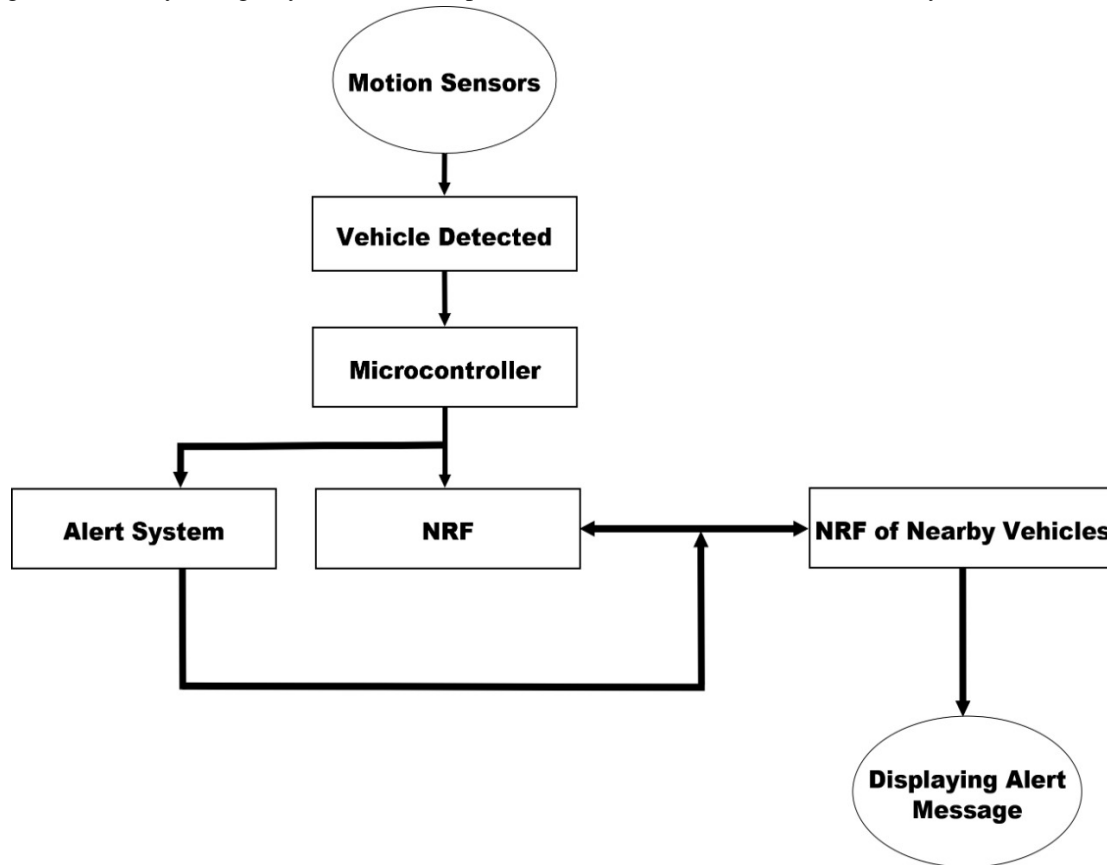 Motion Sensors
Vehicle Detected
Microcontroller
Alert System
NRF
NRF of Nearby Vehicles
Displaying Alert
Message